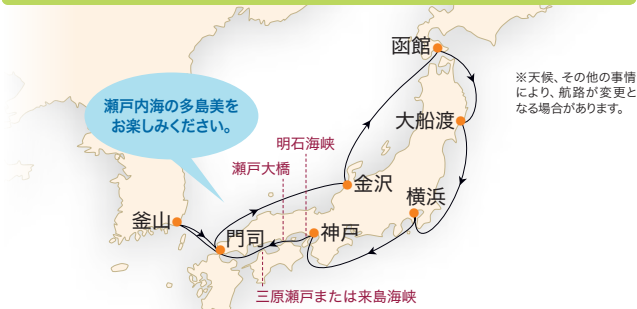 函館
※天候、その他の事情
により、航路が変更と
なる場合があります。
瀬戸内海の多島美を
お楽しみください。
大船渡
明石海峡
瀬戸大橋
金沢
横浜
釜山
門司
神戸
三原瀬戸または来島海峡